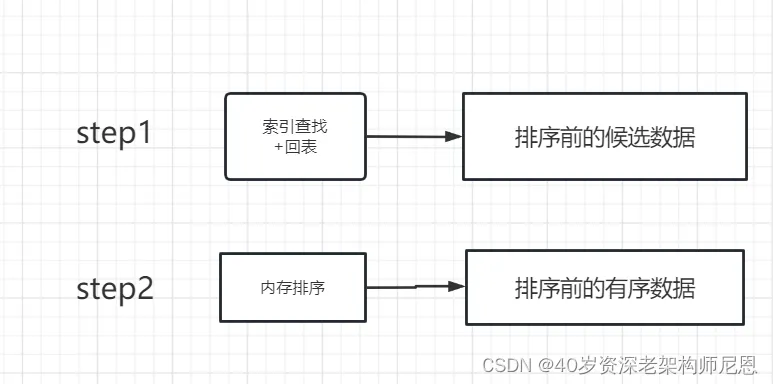 step1
索引查找
+回表
排序前的候选数据
step2
内存排序
排序前的有序数据
CSDN @40岁资深老架构师尼恩